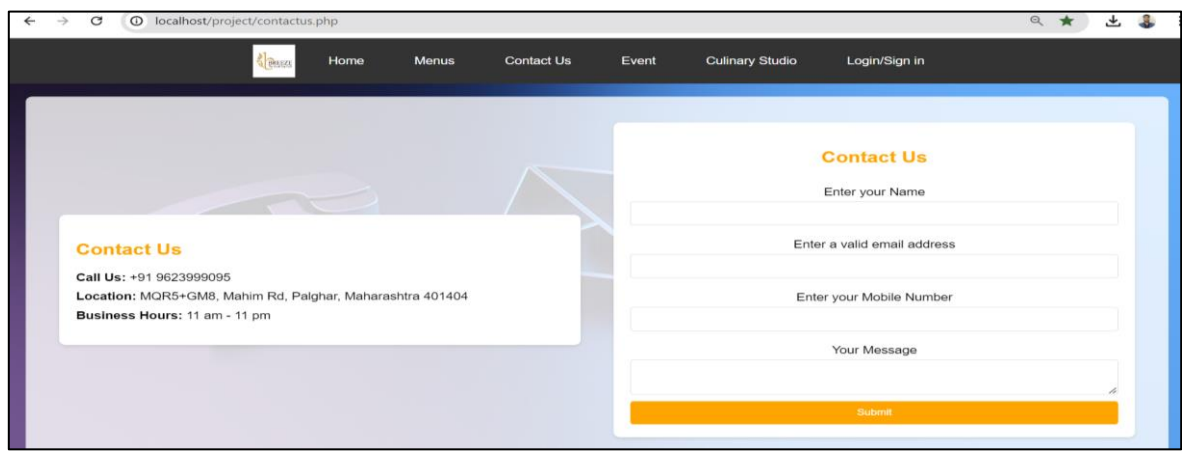 localhost/project/contactus.php
BREEZE
Home Menus Contact Us Event Culinary Studio Login/Sign in
Contact Us
Call Us: +91 9623999095
Location: MQR5+GM8, Mahim Rd, Palghar, Maharashtra 401404
Business Hours: 11 am - 11 pm
Contact Us
Enter your Name
Enter a valid email address
Enter your Mobile Number
Your Message
Submit